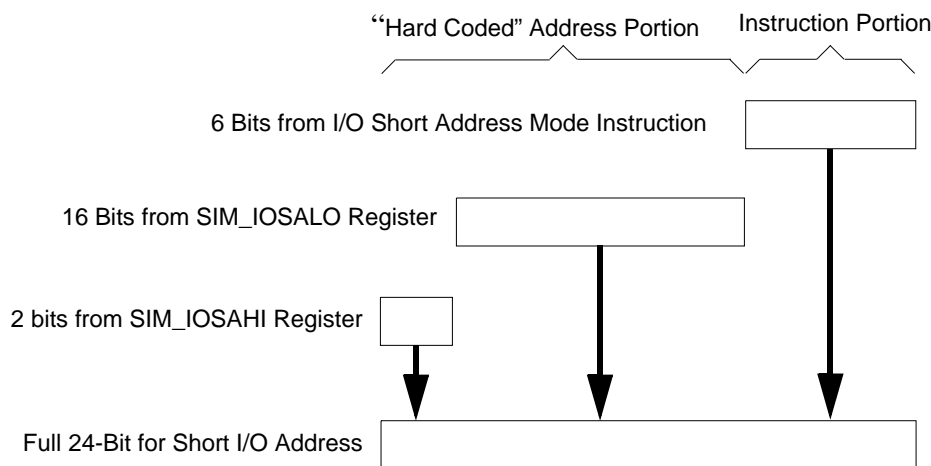 “Hard Coded” Address Portion
Instruction Portion
6 Bits from I/O Short Address Mode Instruction
16 Bits from SIM_IOSALO Register
2 bits from SIM_IOSAHI Register
Full 24-Bit for Short I/O Address